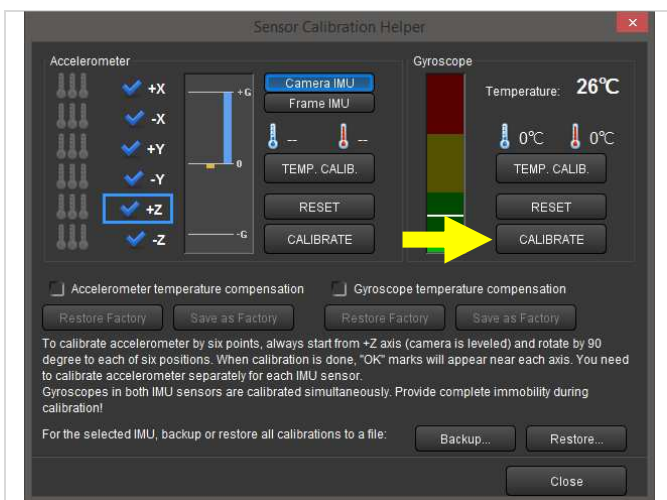 Sensor Calibration Helper
Accelerometer
+X
-X
+Y
-Y
+Z
-Z
+G
0
-G
Camera IMU
Frame IMU
--
--
TEMP. CALIB.
RESET
CALIBRATE
Gyroscope
Temperature: 26°C
0°C 0°C
TEMP. CALIB.
RESET
CALIBRATE
Accelerometer temperature compensation
Gyroscope temperature compensation
Restore Factory
Save as Factory
Restore Factory
Save as Factory
To calibrate accelerometer by six points, always start from +Z axis (camera is leveled) and rotate by 90
degree to each of six positions. When calibration is done, "OK" marks will appear near each axis. You need
to calibrate accelerometer separately for each IMU sensor.
Gyroscopes in both IMU sensors are calibrated simultaneously. Provide complete immobility during
calibration!
For the selected IMU, backup or restore all calibrations to a file:
Backup...
Restore...
Close